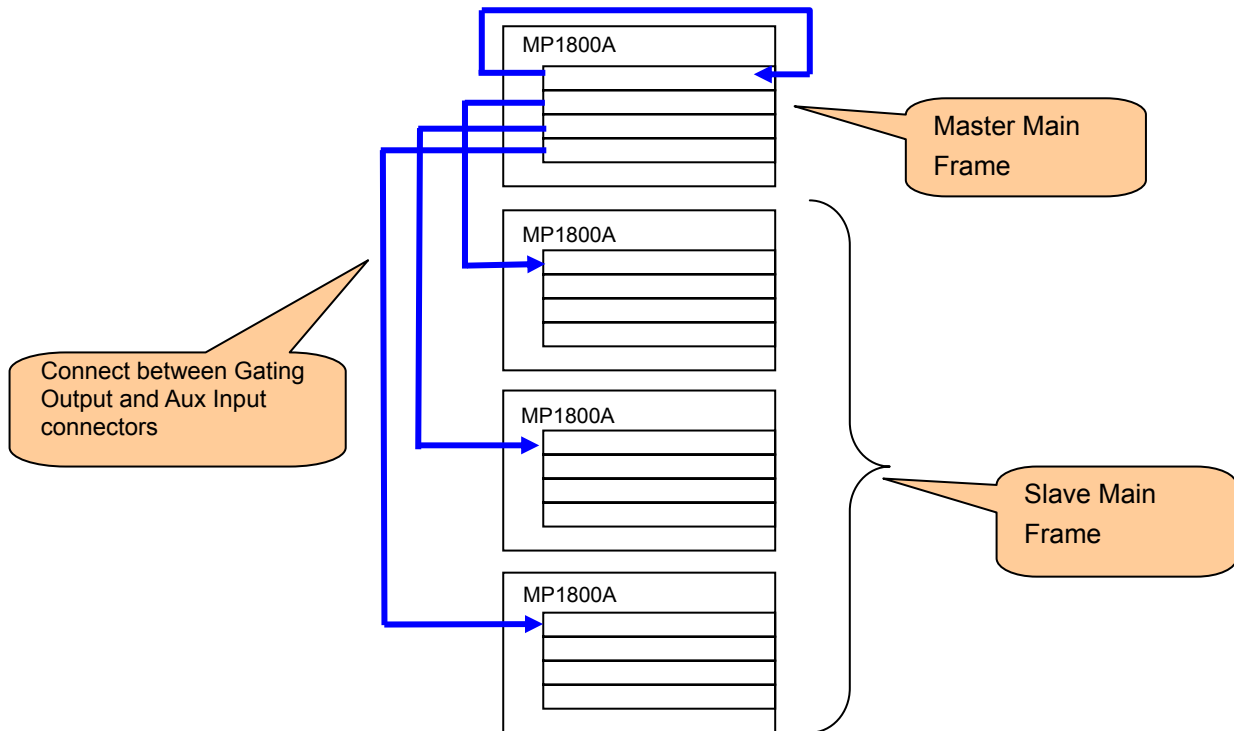 MP1800A
Master Main
Frame
MP1800A
Connect between Gating
Output and Aux Input
connectors
MP1800A
Slave Main
Frame
MP1800A